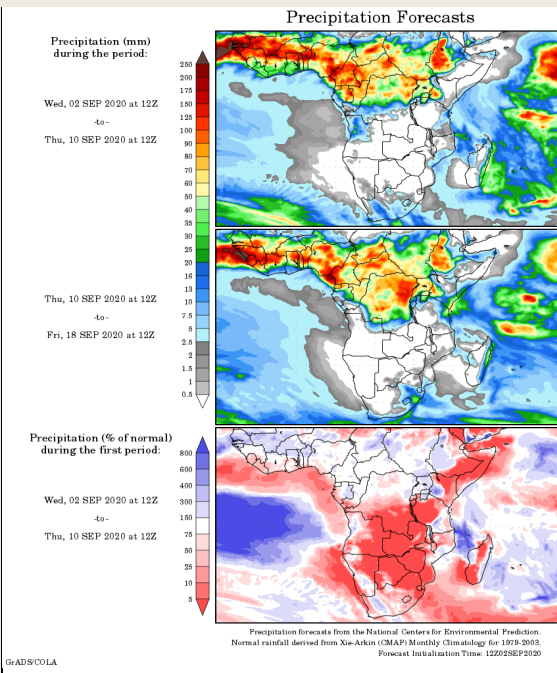 Precipitation Forecasts
Precipitation (mm)
during the period:
Wed, 02 SEP 2020 at 12Z
-to-
Thu, 10 SEP 2020 at 12Z
250
200
175
150
125
100
90
80
70
60
50
40
35
30
25
20
16
13
10
7.5
5
2.5
2
1.5
1
0.5
Thu, 10 SEP 2020 at 12Z
-to-
Fri, 18 SEP 2020 at 12Z
Precipitation (% of normal)
during the first period:
Wed, 02 SEP 2020 at 12Z
-to-
Thu, 10 SEP 2020 at 12Z
800
600
400
300
150
75
50
25
10
5
Precipitation forecasts from the National Centers for Environmental Prediction.
Normal rainfall derived from Xie-Arkin (CMAP) Monthly Climatology for 1979-2003.
Forecast Initialization Time: 12Z02SEP2020
GrADS/COLA